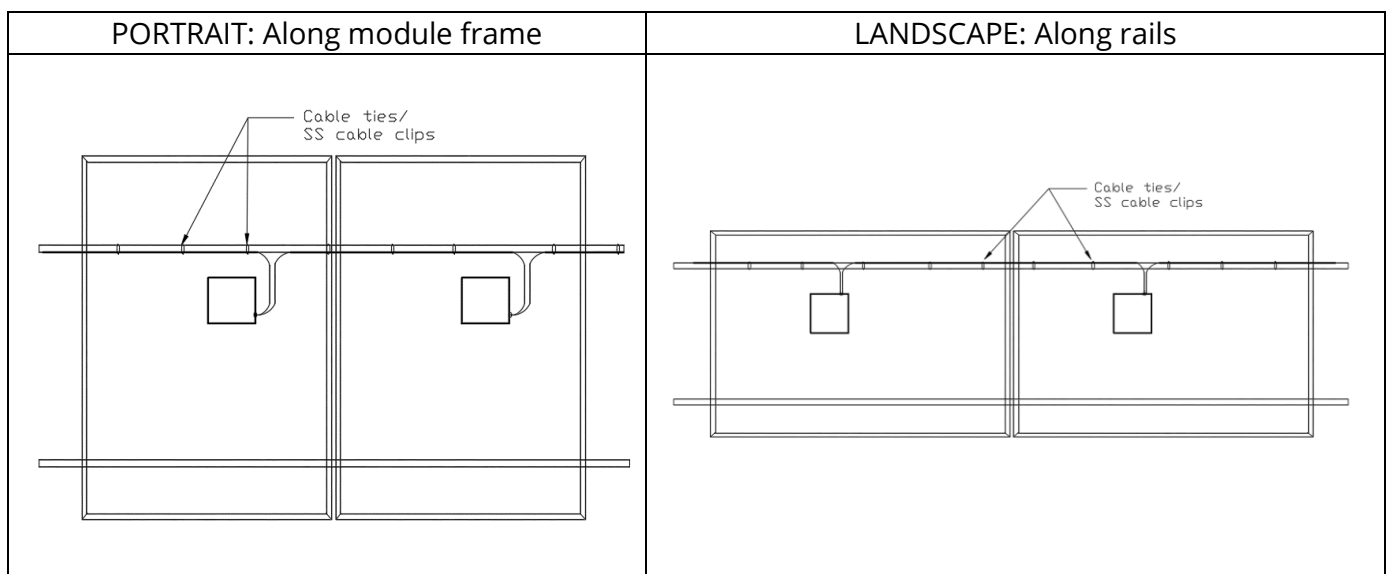 PORTRAIT: Along module frame
LANDSCAPE: Along rails
Cable ties/
SS cable clips
Cable ties/
SS cable clips